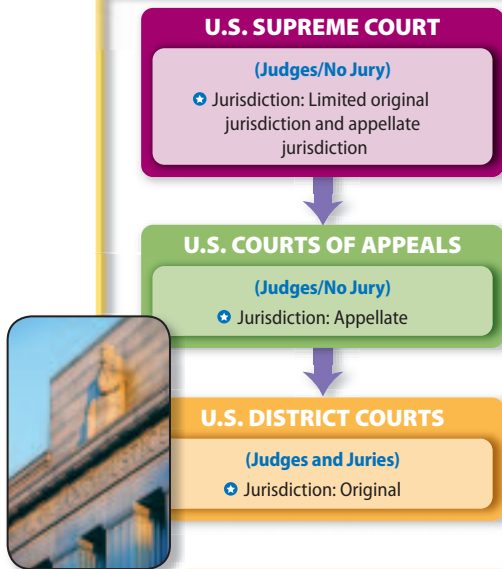 U.S. SUPREME COURT
(Judges/No Jury)
Jurisdiction: Limited original
jurisdiction and appellate
jurisdiction
U.S. COURTS OF APPEALS
(Judges/No Jury)
Jurisdiction: Appellate
U.S. DISTRICT COURTS
(Judges and Juries)
Jurisdiction: Original